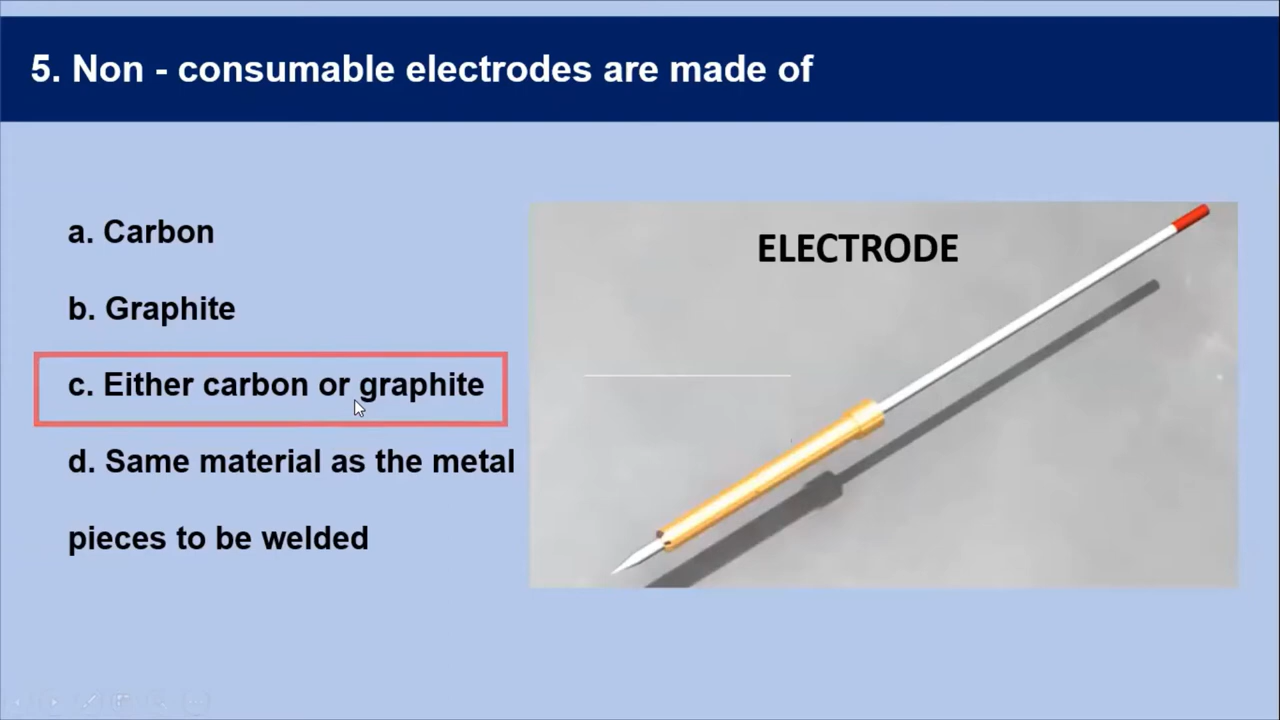 5. Non - consumable electrodes are made of
a. Carbon
b. Graphite
c. Either carbon or graphite
d. Same material as the metal
pieces to be welded
ELECTRODE